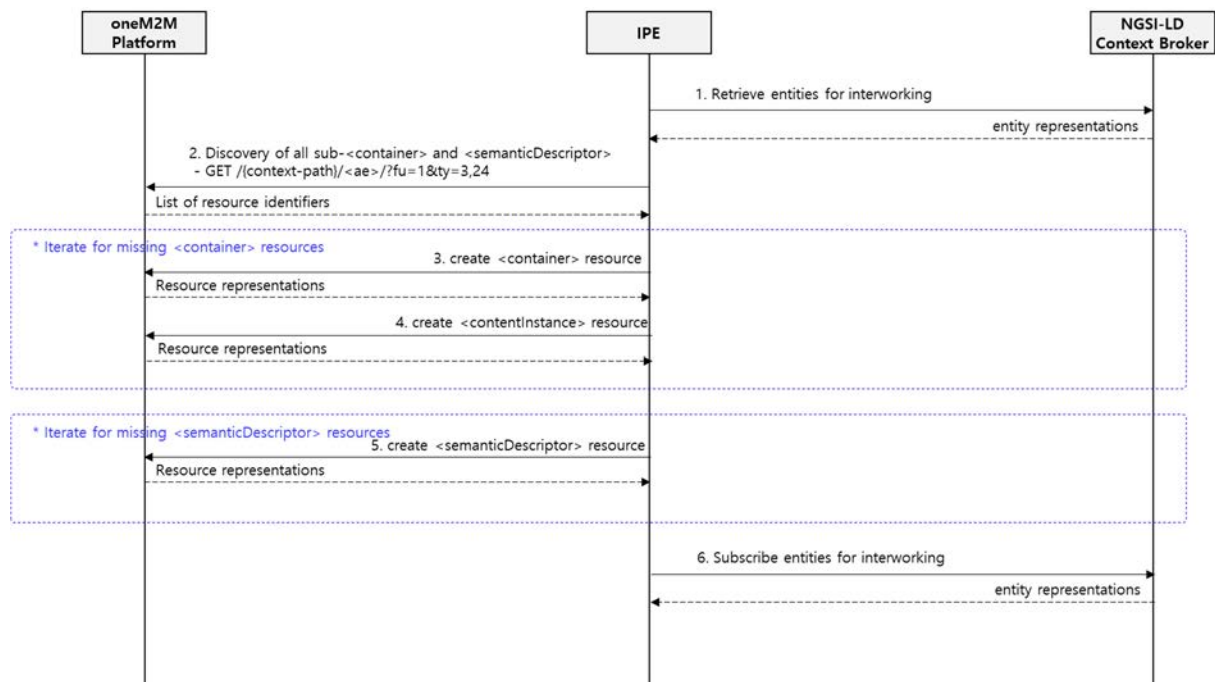 oneM2M
Platform
IPE
NGSI-LD
Context Broker
1. Retrieve entities for interworking
entity representations
2. Discovery of all sub-<container> and <semanticDescriptor>
- GET /(context-path)/<ae>/?fu=1&ty=3,24
List of resource identifiers
* Iterate for missing <container> resources
3. create <container> resource
Resource representations
4. create <contentInstance> resource
Resource representations
* Iterate for missing <semanticDescriptor> resources
5. create <semanticDescriptor> resource
Resource representations
6. Subscribe entities for interworking
entity representations